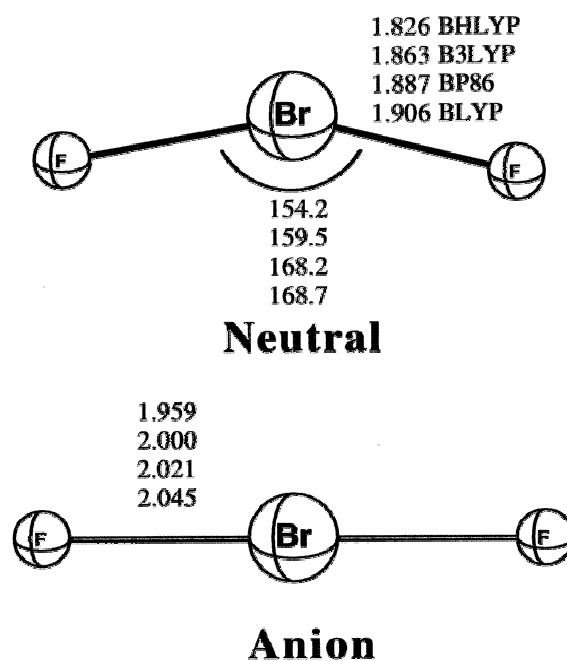 1.826 BHLYP
1.863 B3LYP
1.887 BP86
1.906 BLYP
Br
F
F
154.2
159.5
168.2
168.7
Neutral
1.959
2.000
2.021
2.045
F
Br
F
Anion